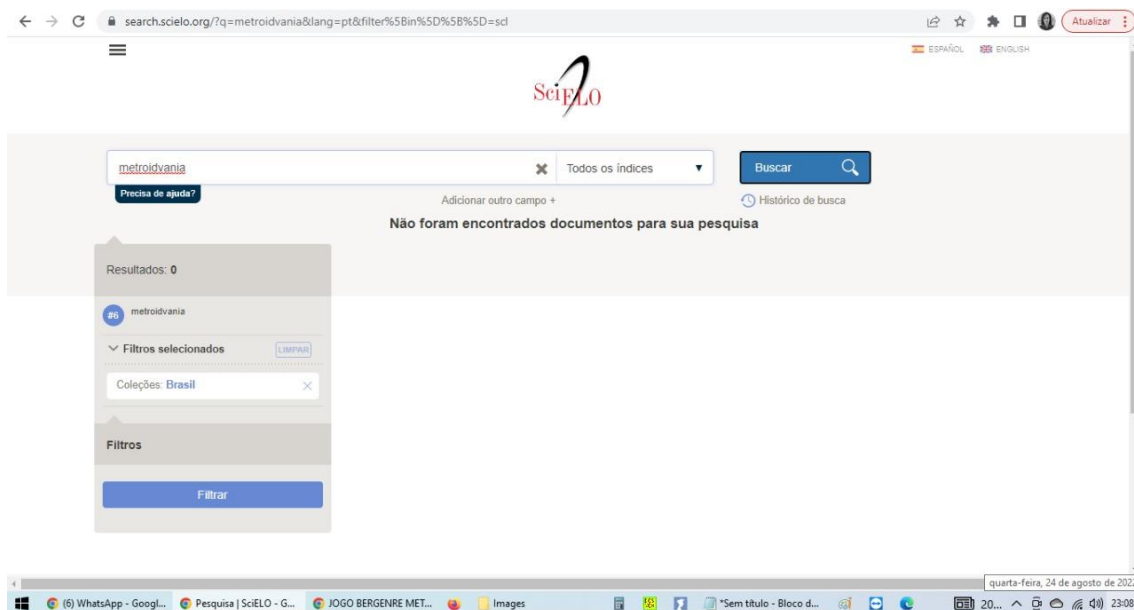 search.scielo.org/?q=metroidvania&lang=pt&filter%5Bin%5D%5B%5D=scl
Atualizar
ESPAÑOL ENGLISH
SciELO
metroidvania
Todos os índices
Buscar
Precisa de ajuda?
Adicionar outro campo +
Histórico de busca
Não foram encontrados documentos para sua pesquisa
Resultados: 0
#6 metroidvania
Filtros selecionados LIMPAR
Coleções: Brasil
Filtros
Filtrar
quarta-feira, 24 de agosto de 2022
(6) WhatsApp - Googl... Pesquisa | SciELO - G... JOGO BERGENRE MET... Images *Sem título - Bloco d... 20... 23:08